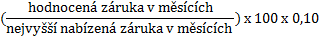 (hodnocená záruka v měsících / nejvyšší nabízená záruka v měsících) x 100 x 0,10